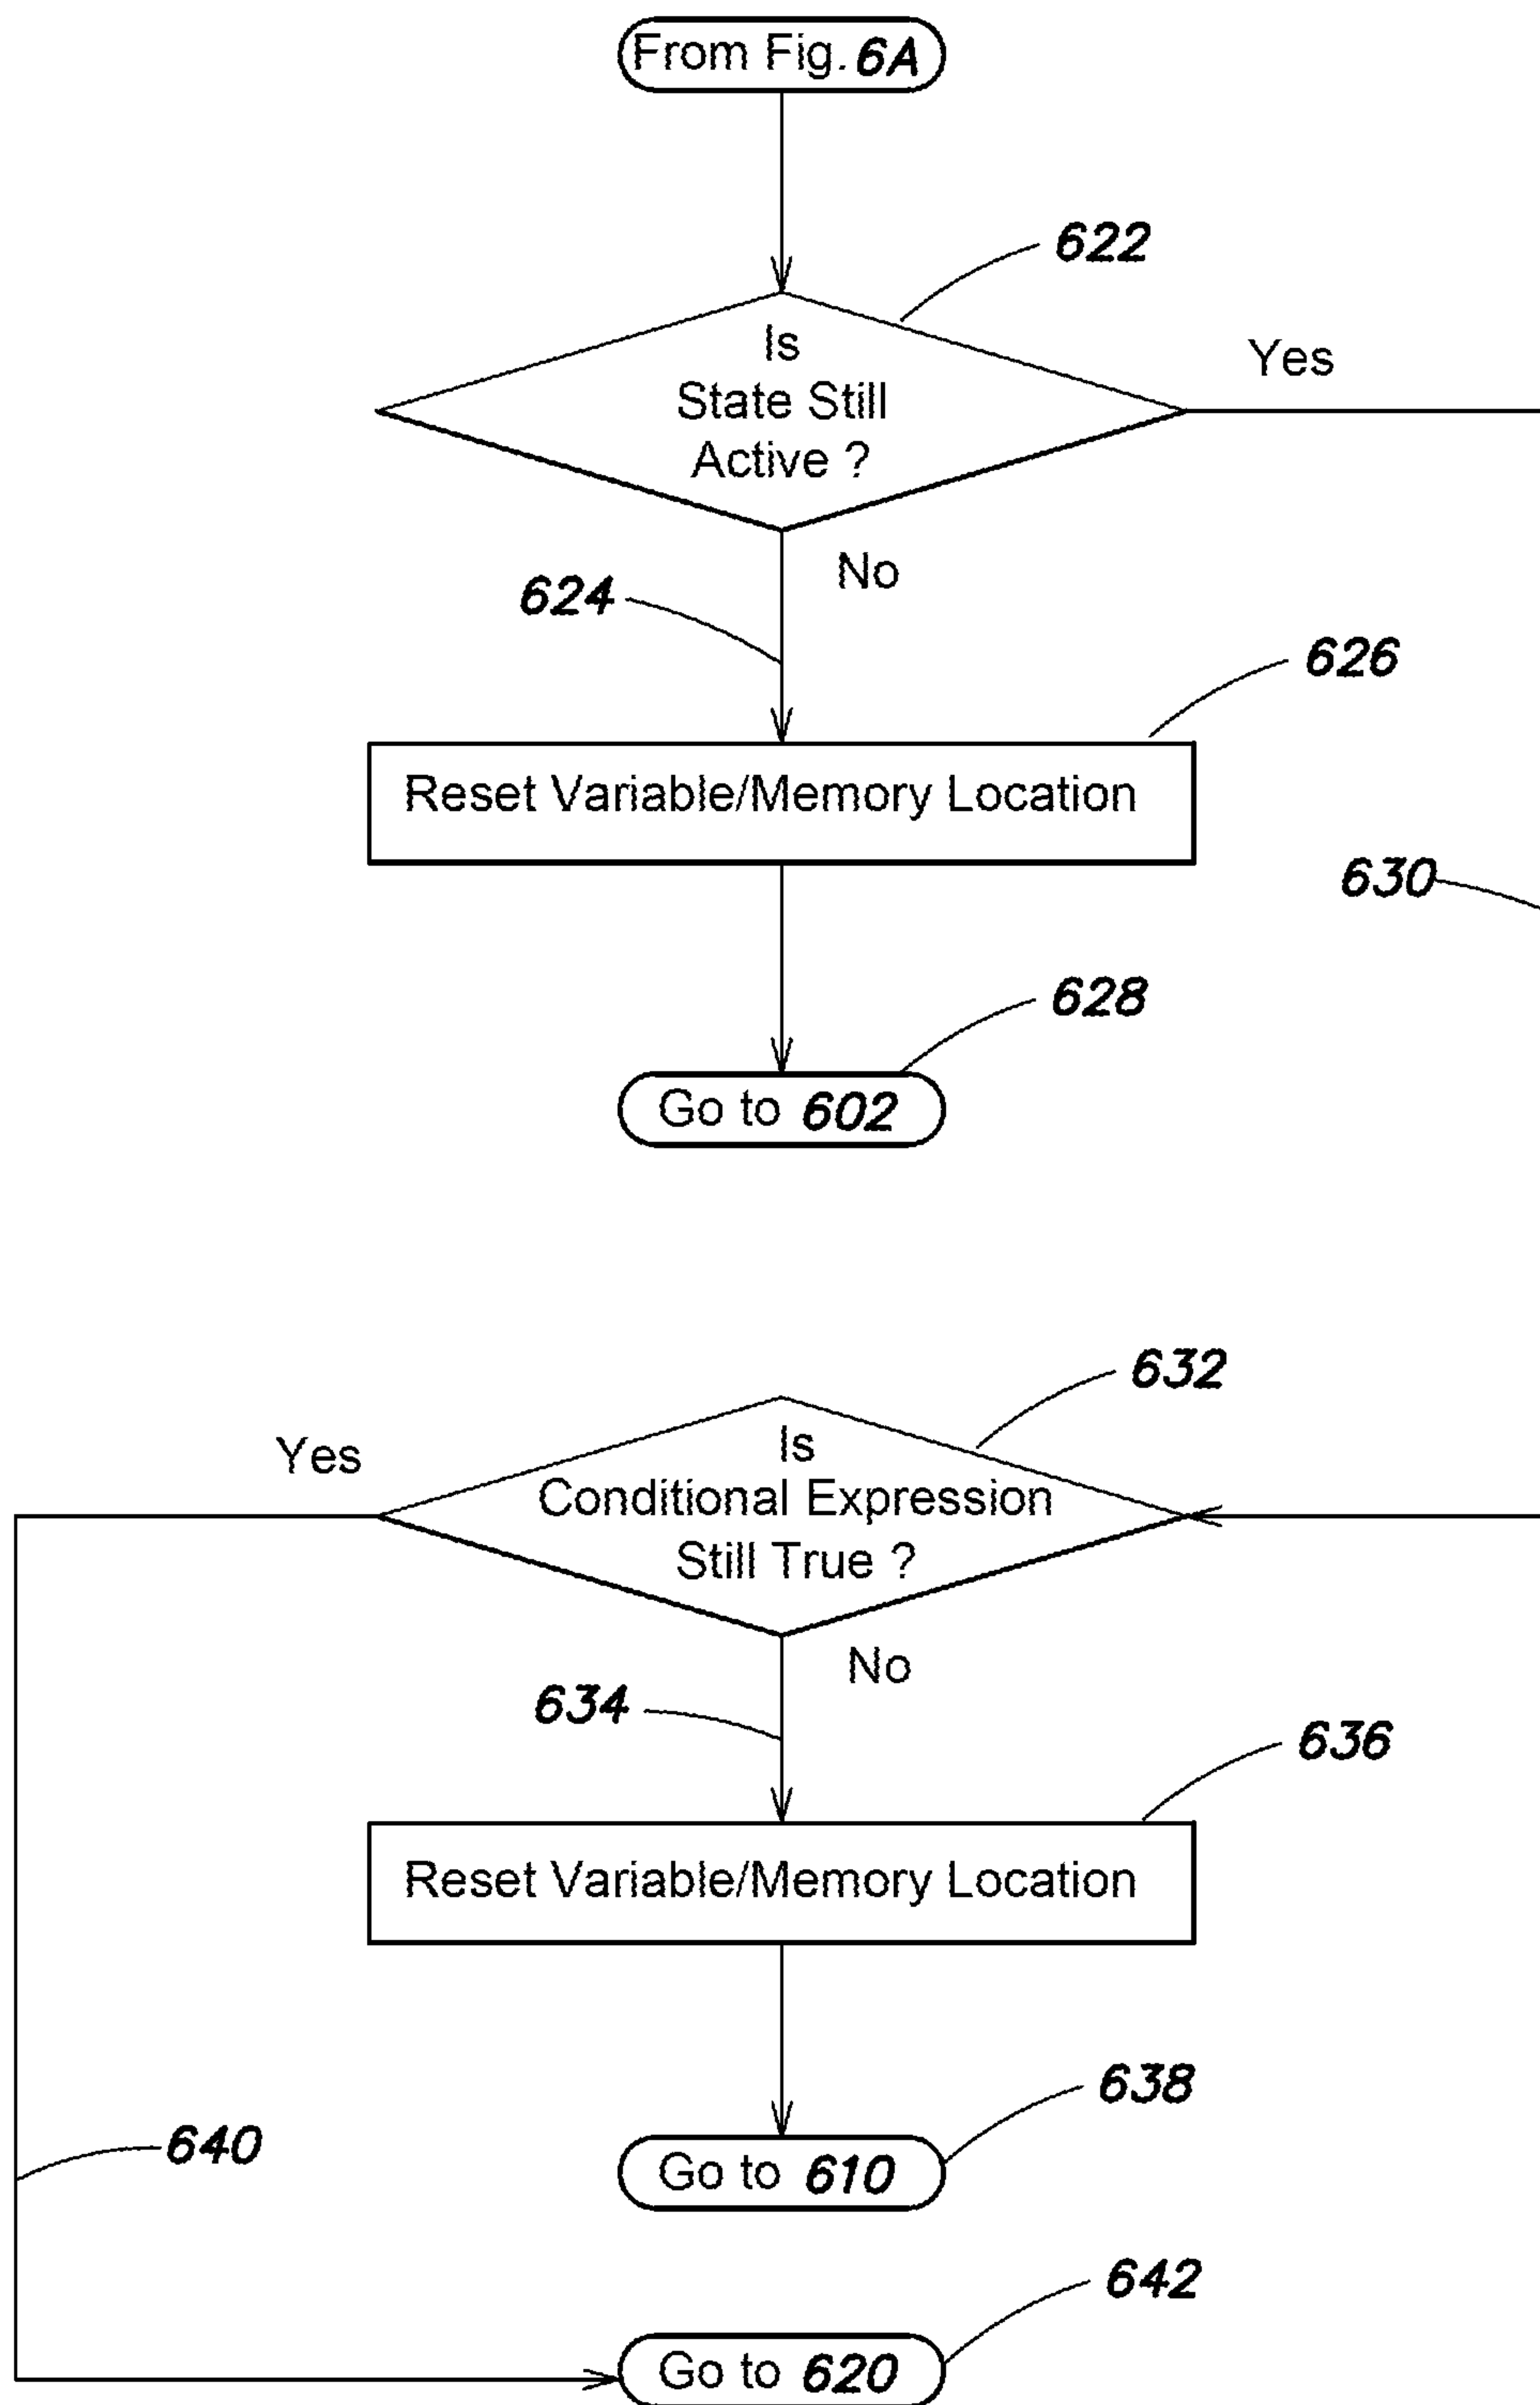 From Fig. 6A
622
Is
State Still
Active ?
Yes
No
624
626
Reset Variable/Memory Location
630
628
Go to 602
632
Yes
Is
Conditional Expression
Still True ?
No
634
636
Reset Variable/Memory Location
638
640
Go to 610
642
Go to 620